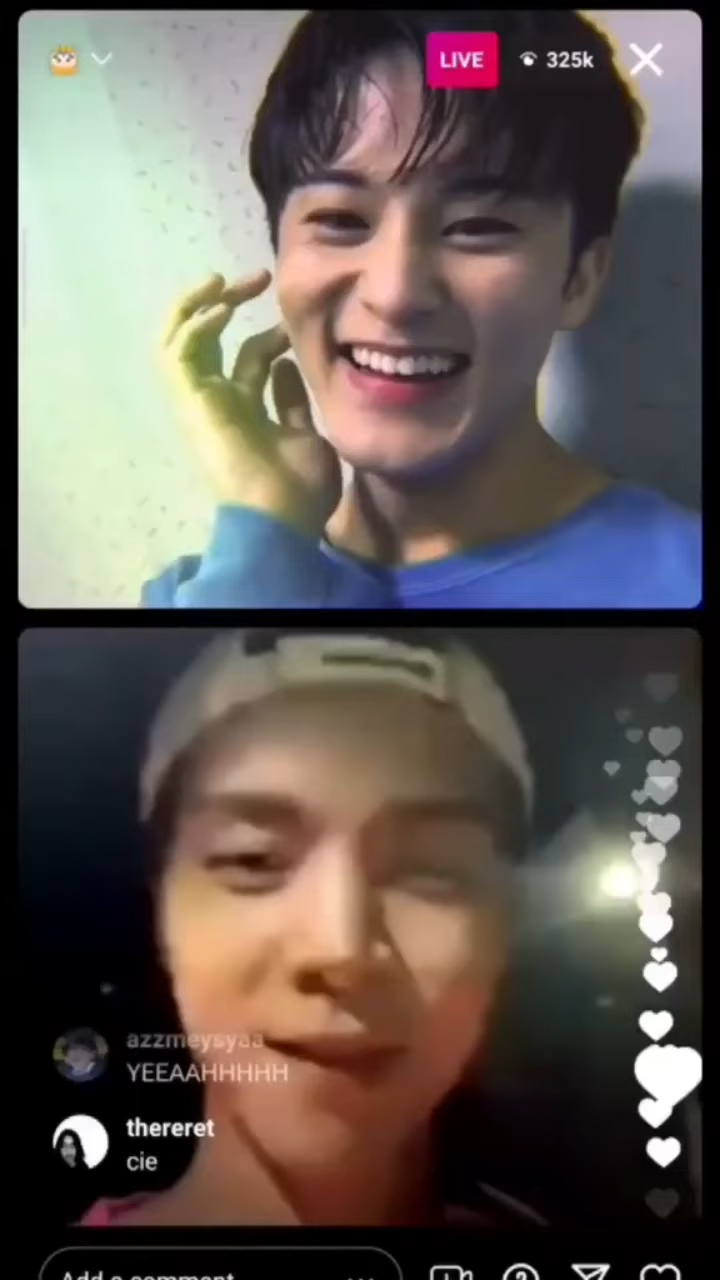 LIVE
325k
azzmeysyaa
YEEAAHHHHH
thereret
cie
Add a comment...